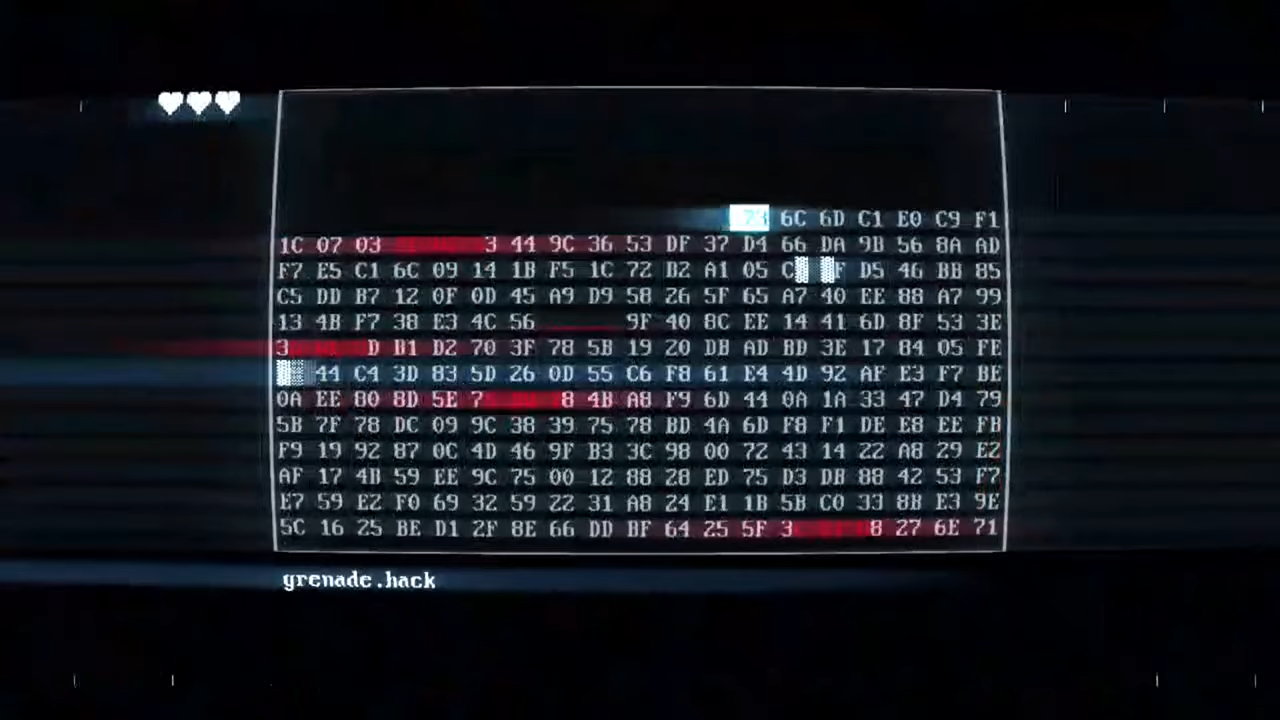 73 6C 6D C1 E0 C9 F1
1C 07 03 3 44 9C 36 53 DF 37 D4 66 DA 9B 56 8A AD
F7 E5 C1 6C 09 14 1B F5 1C 72 B2 A1 05 C F D5 46 BB 85
C5 DD B7 12 0F 0D 45 A9 D9 58 26 5F 65 A7 40 EE 88 A7 99
13 4B F7 38 E3 4C 56 9F 40 8C EE 14 41 6D 8F 53 3E
3 D B1 D2 70 3F 78 5B 19 20 DB AD BD 3E 17 84 05 FE
44 C4 3D 83 5D 26 0D 55 C6 F8 61 E4 4D 92 AF E3 F7 BE
0A EE 80 8D 5E 7 8 4B A8 F9 6D 44 0A 1A 33 47 D4 79
5B 7F 78 DC 09 9C 38 39 75 78 BD 4A 6D F8 F1 DE E8 EE FB
F9 19 92 87 0C 4D 46 9F B3 3C 98 00 72 43 14 22 A8 29 E2
AF 17 4B 59 EE 9C 75 00 12 88 28 ED 75 D3 DB 88 42 53 F7
E7 59 E2 F0 69 32 59 22 31 A8 24 E1 1B 5B C0 33 8B E3 9E
5C 16 25 BE D1 2F 8E 66 DD BF 64 25 5F 3 8 27 6E 71
grenade.hack